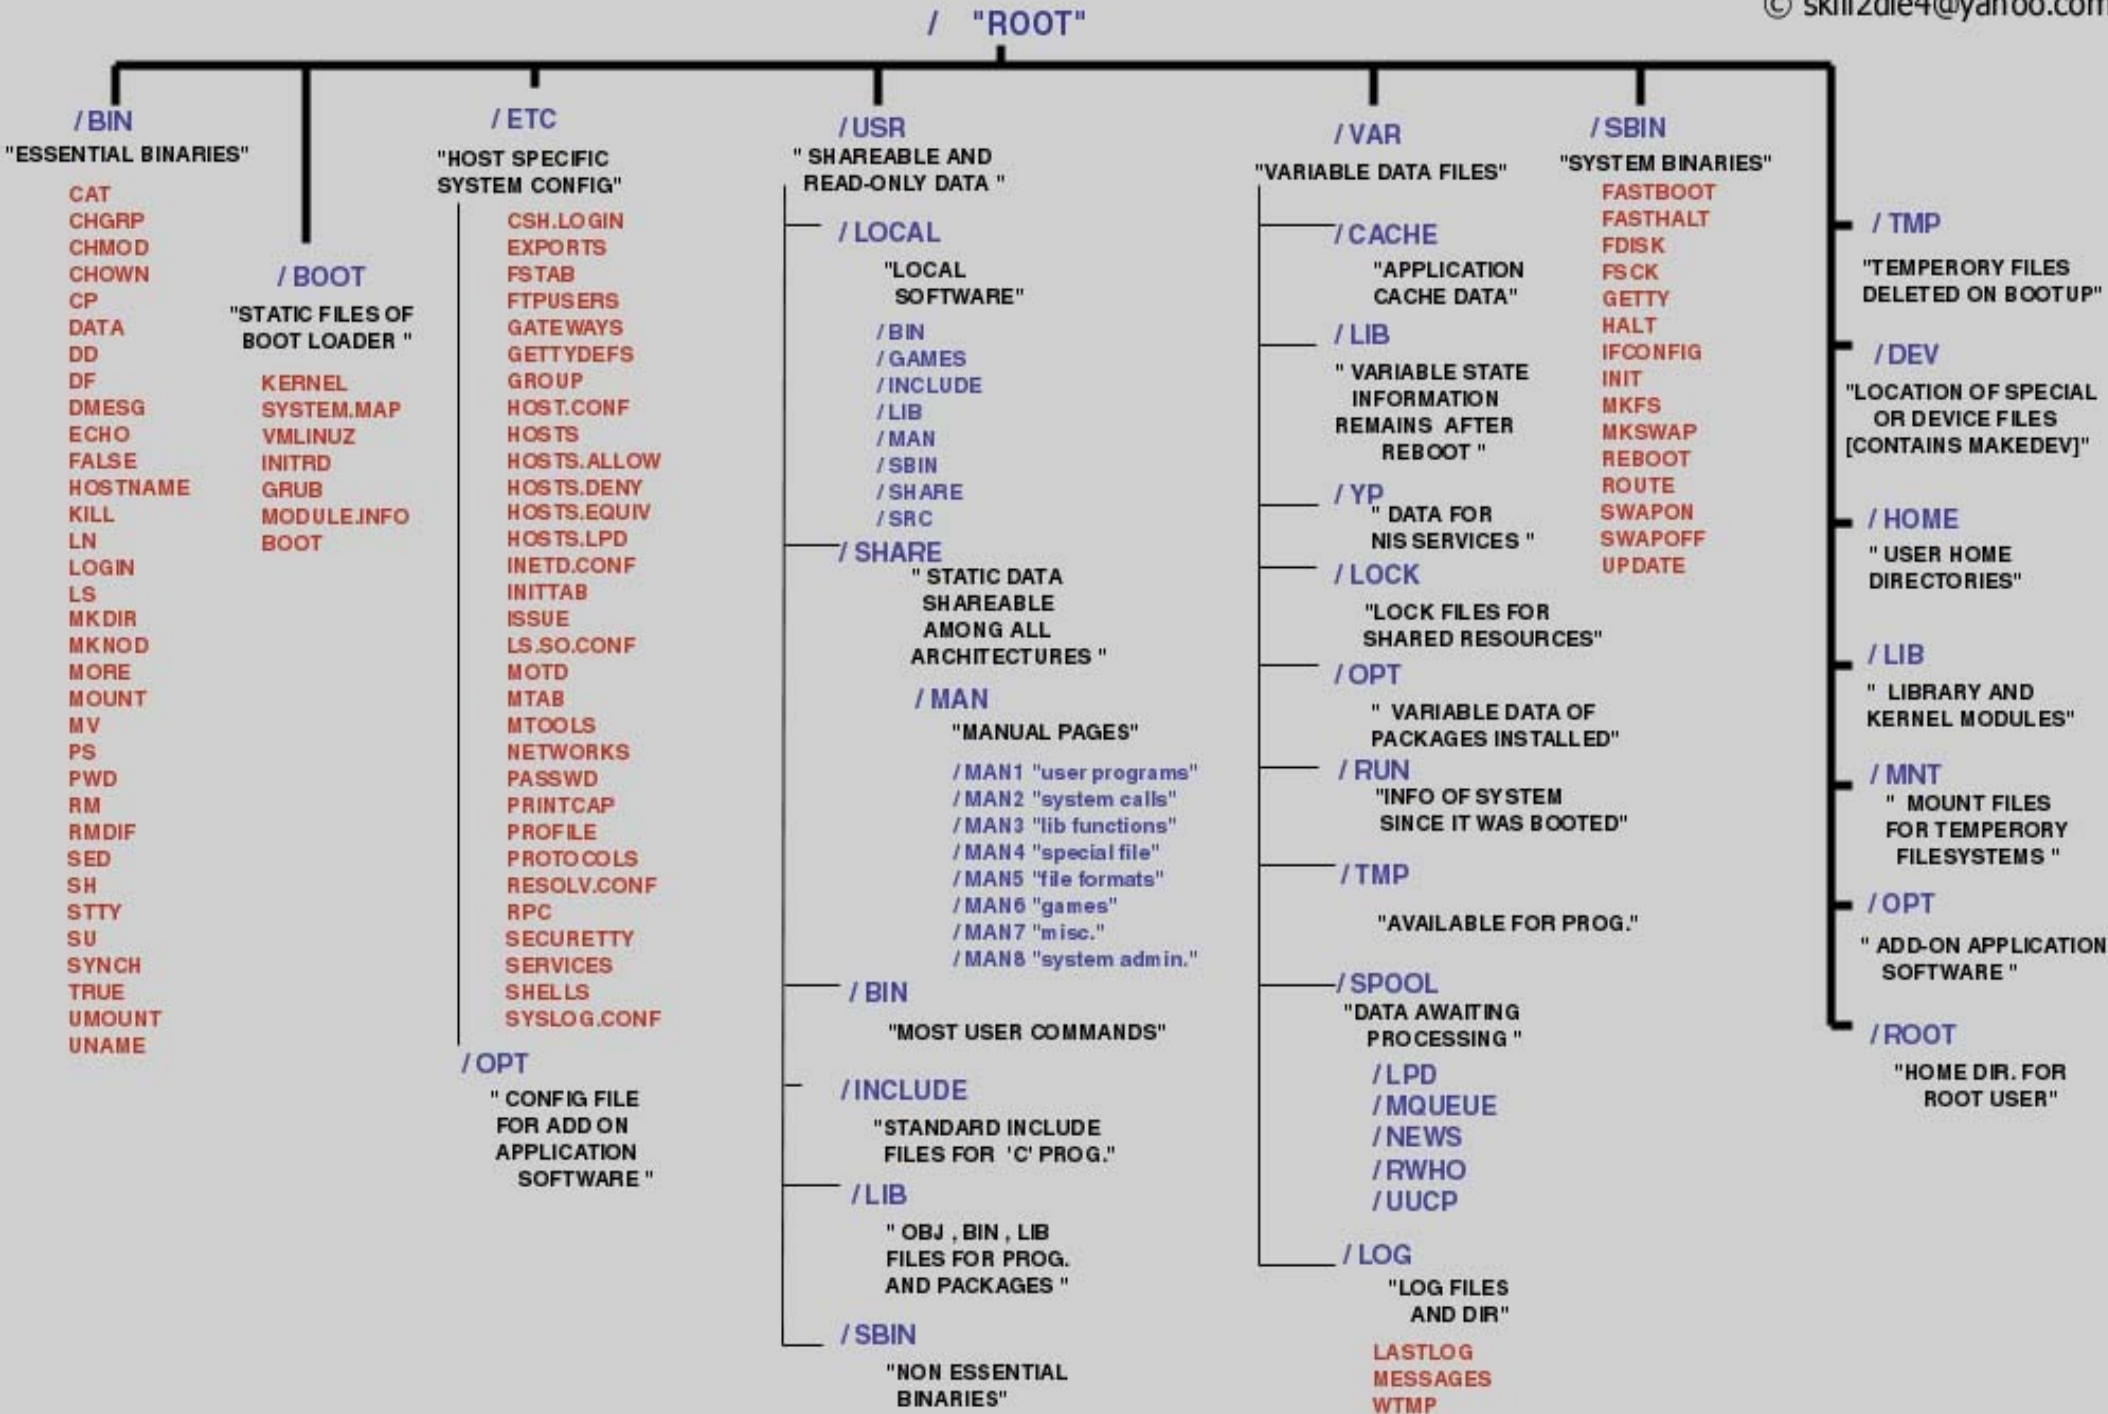 © skill2die4@yahoo.com
/ "ROOT"
/BIN
"ESSENTIAL BINARIES"
CAT
CHGRP
CHMOD
CHOWN
CP
DATA
DD
DF
DMESG
ECHO
FALSE
HOSTNAME
KILL
LN
LOGIN
LS
MKDIR
MKNOD
MORE
MOUNT
MV
PS
PWD
RM
RMDIF
SED
SH
STTY
SU
SYNCH
TRUE
UMOUNT
UNAME
/BOOT
"STATIC FILES OF
BOOT LOADER "
KERNEL
SYSTEM.MAP
VMLINUZ
INITRD
GRUB
MODULE.INFO
BOOT
/ETC
"HOST SPECIFIC
SYSTEM CONFIG"
CSH.LOGIN
EXPORTS
FSTAB
FTPUSERS
GATEWAYS
GETTYDEFS
GROUP
HOST.CONF
HOSTS
HOSTS.ALLOW
HOSTS.DENY
HOSTS.EQUIV
HOSTS.LPD
INETD.CONF
INITTAB
ISSUE
LS.SO.CONF
MOTD
MTAB
MTOOLS
NETWORKS
PASSWD
PRINTCAP
PROFILE
PROTOCOLS
RESOLV.CONF
RPC
SECURETTY
SERVICES
SHELLS
SYSLOG.CONF
/OPT
" CONFIG FILE
FOR ADD ON
APPLICATION
SOFTWARE "
/USR
" SHAREABLE AND
READ-ONLY DATA "
/LOCAL
"LOCAL
SOFTWARE"
/BIN
/GAMES
/INCLUDE
/LIB
/MAN
/SBIN
/SHARE
/SRC
/SHARE
" STATIC DATA
SHAREABLE
AMONG ALL
ARCHITECTURES "
/MAN
"MANUAL PAGES"
/MAN1 "user programs"
/MAN2 "system calls"
/MAN3 "lib functions"
/MAN4 "special file"
/MAN5 "file formats"
/MAN6 "games"
/MAN7 "misc."
/MAN8 "system admin."
/BIN
"MOST USER COMMANDS"
/INCLUDE
"STANDARD INCLUDE
FILES FOR 'C' PROG."
/LIB
" OBJ , BIN , LIB
FILES FOR PROG.
AND PACKAGES "
/SBIN
"NON ESSENTIAL
BINARIES"
/VAR
"VARIABLE DATA FILES"
/CACHE
"APPLICATION
CACHE DATA"
/LIB
" VARIABLE STATE
INFORMATION
REMAINS AFTER
REBOOT "
/YP
" DATA FOR
NIS SERVICES "
/LOCK
"LOCK FILES FOR
SHARED RESOURCES"
/OPT
" VARIABLE DATA OF
PACKAGES INSTALLED"
/RUN
"INFO OF SYSTEM
SINCE IT WAS BOOTED"
/TMP
"AVAILABLE FOR PROG."
/SPOOL
"DATA AWAITING
PROCESSING "
/LPD
/MQUEUE
/NEWS
/RWHO
/UUCP
/LOG
"LOG FILES
AND DIR"
LASTLOG
MESSAGES
WTMP
/SBIN
"SYSTEM BINARIES"
FASTBOOT
FASTHALT
FDISK
FSCK
GETTY
HALT
IFCONFIG
INIT
MKFS
MKSWAP
REBOOT
ROUTE
SWAPON
SWAPOFF
UPDATE
/TMP
"TEMPERORY FILES
DELETED ON BOOTUP"
/DEV
"LOCATION OF SPECIAL
OR DEVICE FILES
[CONTAINS MAKEDEV]"
/HOME
" USER HOME
DIRECTORIES"
/LIB
" LIBRARY AND
KERNEL MODULES"
/MNT
" MOUNT FILES
FOR TEMPERORY
FILESYSTEMS "
/OPT
" ADD-ON APPLICATION
SOFTWARE "
/ROOT
"HOME DIR. FOR
ROOT USER"